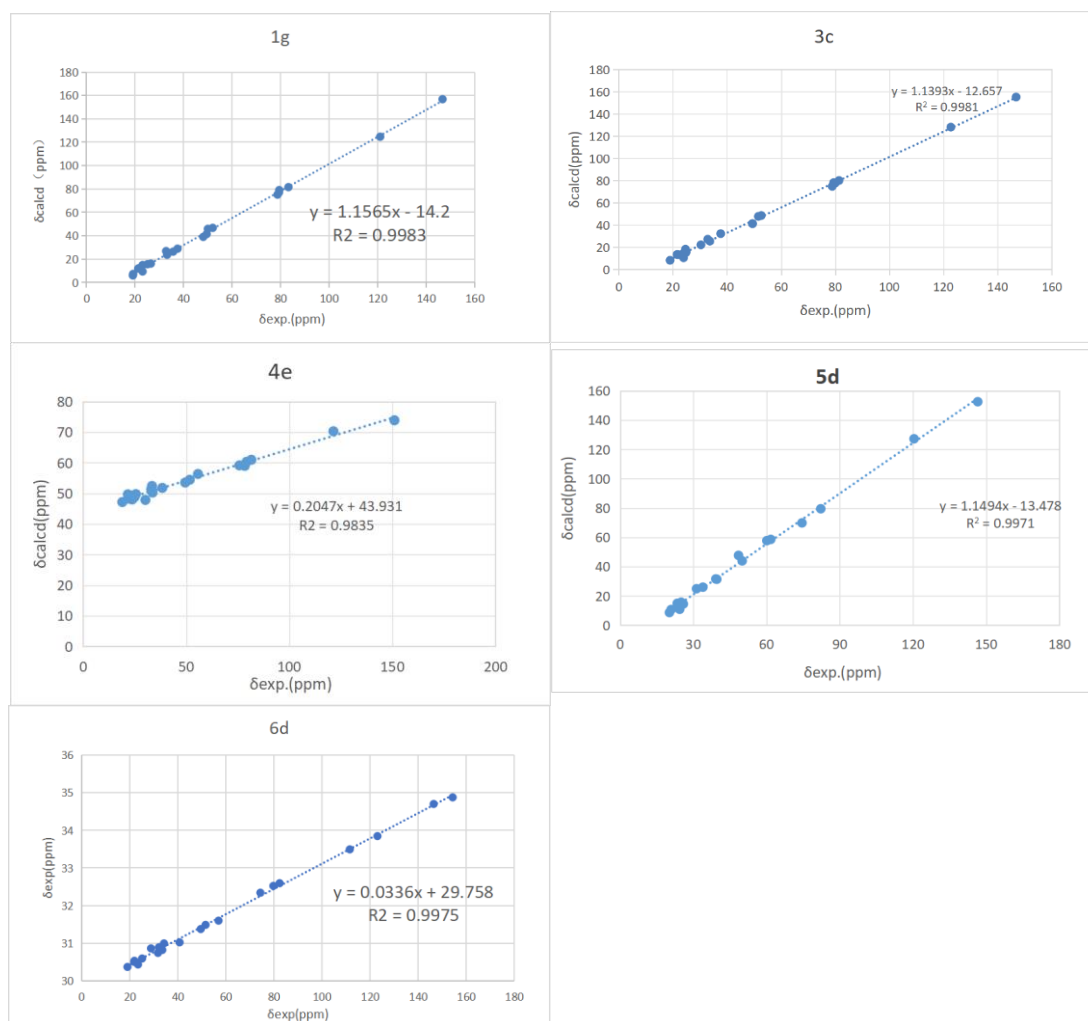 1g
δcalcd（ppm）
180
160
140
120
100
80
60
40
20
0
y = 1.1565x - 14.2
R2 = 0.9983
0 20 40 60 80 100 120 140 160
δexp.(ppm)
3c
δcalcd(ppm)
180
160
140
120
100
80
60
40
20
0
y = 1.1393x - 12.657
R² = 0.9981
0 20 40 60 80 100 120 140 160
δexp.(ppm)
4e
δcalcd(ppm)
80
70
60
50
40
30
20
10
0
y = 0.2047x + 43.931
R2 = 0.9835
0 50 100 150 200
δexp.(ppm)
5d
δcalcd(ppm)
160
140
120
100
80
60
40
20
0
y = 1.1494x - 13.478
R² = 0.9971
0 30 60 90 120 150 180
δexp.(ppm)
6d
δexp(ppm)
36
35
34
33
32
31
30
y = 0.0336x + 29.758
R2 = 0.9975
0 20 40 60 80 100 120 140 160 180
δexp(ppm)